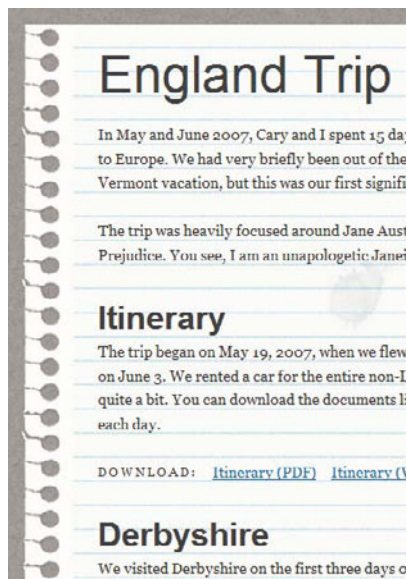 England Trip
In May and June 2007, Cary and I spent 15 day
to Europe. We had very briefly been out of the
Vermont vacation, but this was our first signifi
The trip was heavily focused around Jane Aust
Prejudice. You see, I am an unapologetic Janei
Itinerary
The trip began on May 19, 2007, when we flew
on June 3. We rented a car for the entire non-L
quite a bit. You can download the documents li
each day.
DOWNLOAD: Itinerary (PDF) Itinerary (W
Derbyshire
We visited Derbyshire on the first three days o